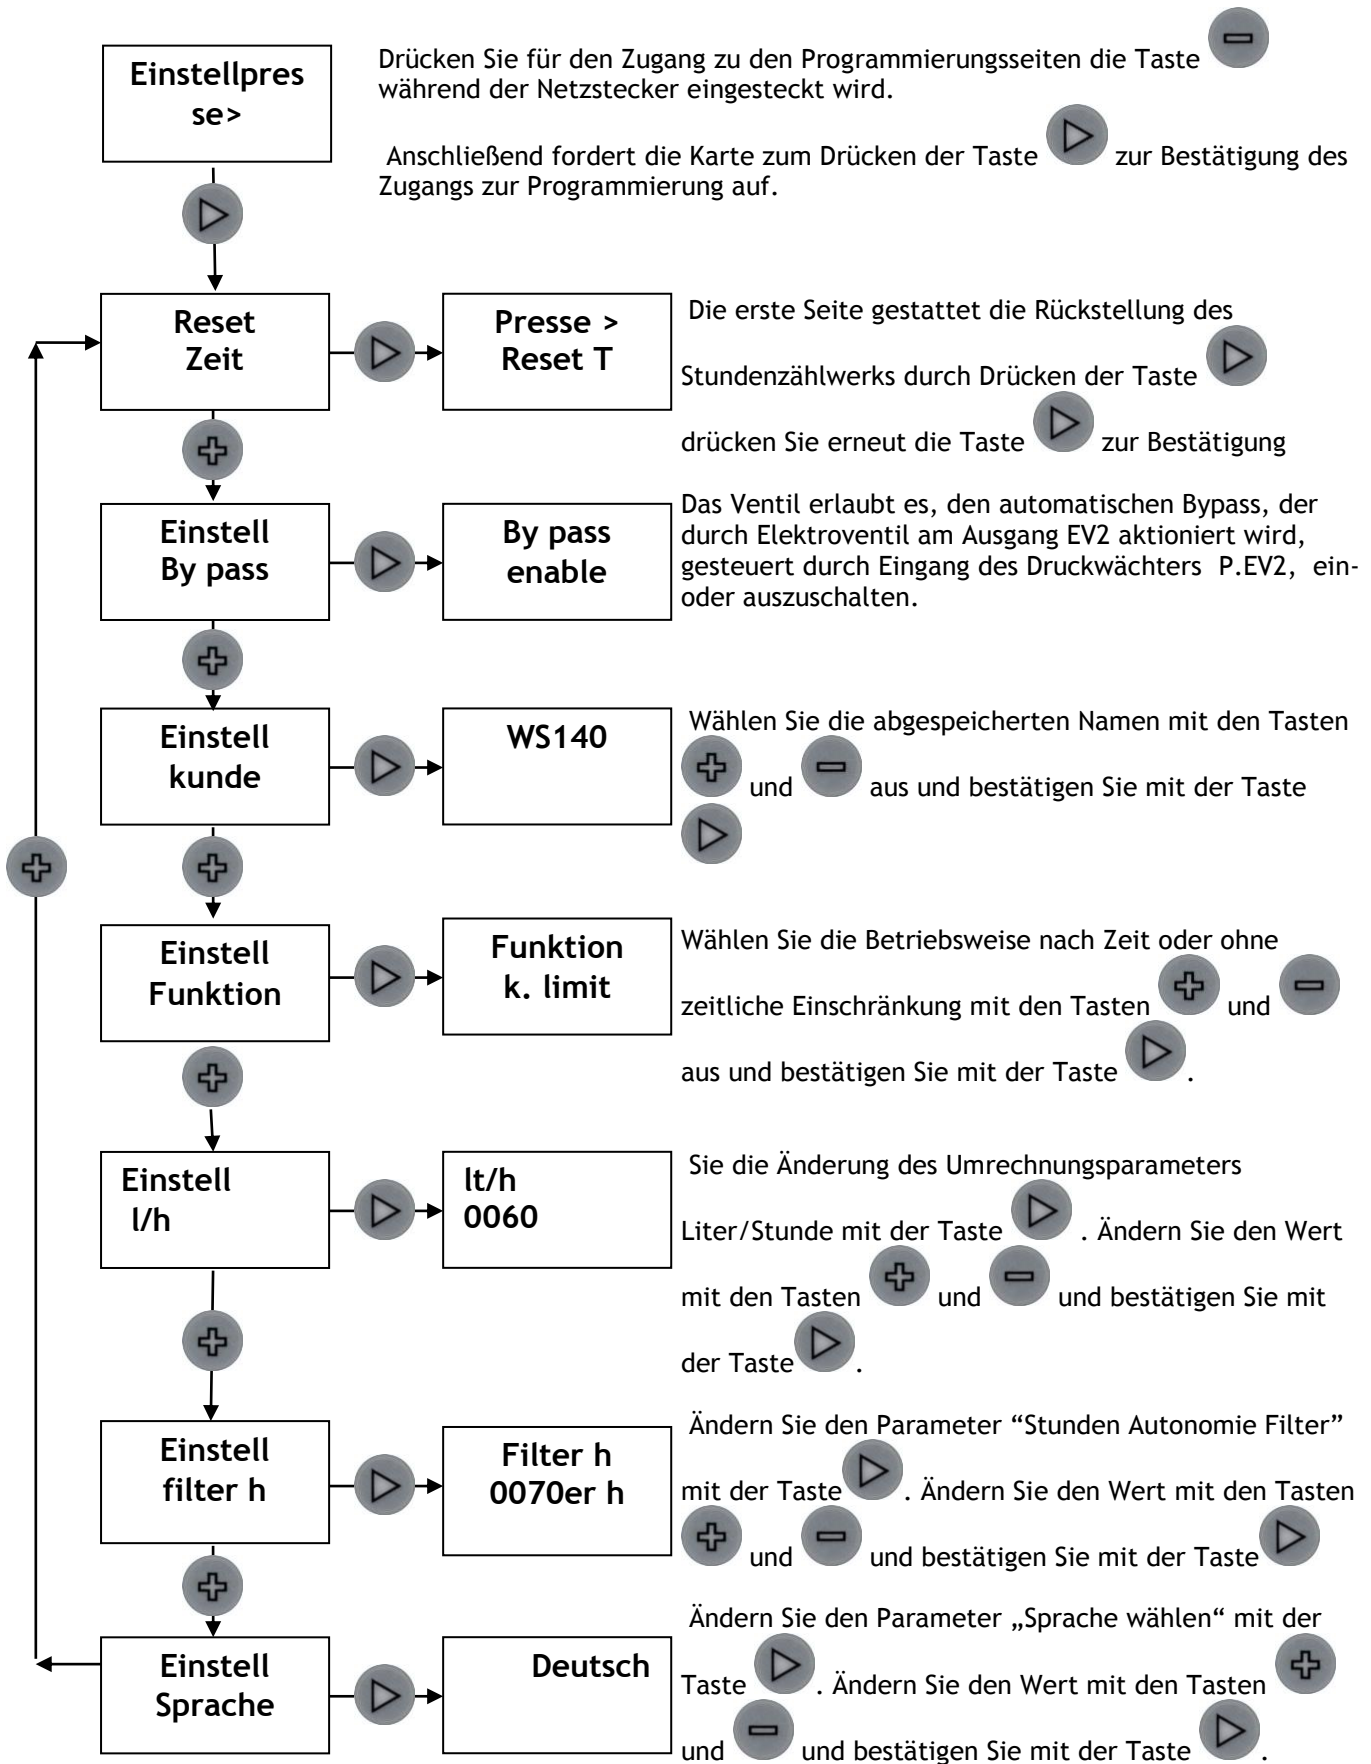 Einstellpres
se>
Drücken Sie für den Zugang zu den Programmierungsseiten die Taste
während der Netzstecker eingesteckt wird.
Anschließend fordert die Karte zum Drücken der Taste zur Bestätigung des
Zugangs zur Programmierung auf.
Reset
Zeit
Presse >
Reset T
Die erste Seite gestattet die Rückstellung des
Stundenzählwerks durch Drücken der Taste
drücken Sie erneut die Taste zur Bestätigung
Einstell
By pass
By pass
enable
Das Ventil erlaubt es, den automatischen Bypass, der
durch Elektroventil am Ausgang EV2 aktioniert wird,
gesteuert durch Eingang des Druckwächters P.EV2, ein-
oder auszuschalten.
Einstell
kunde
WS140
Wählen Sie die abgespeicherten Namen mit den Tasten
und aus und bestätigen Sie mit der Taste
Einstell
Funktion
Funktion
k. limit
Wählen Sie die Betriebsweise nach Zeit oder ohne
zeitliche Einschränkung mit den Tasten und
aus und bestätigen Sie mit der Taste .
Einstell
l/h
lt/h
0060
Sie die Änderung des Umrechnungsparameters
Liter/Stunde mit der Taste . Ändern Sie den Wert
mit den Tasten und und bestätigen Sie mit
der Taste .
Einstell
filter h
Filter h
0070er h
Ändern Sie den Parameter “Stunden Autonomie Filter”
mit der Taste . Ändern Sie den Wert mit den Tasten
und und bestätigen Sie mit der Taste
Einstell
Sprache
Deutsch
Ändern Sie den Parameter „Sprache wählen“ mit der
Taste . Ändern Sie den Wert mit den Tasten
und und bestätigen Sie mit der Taste .